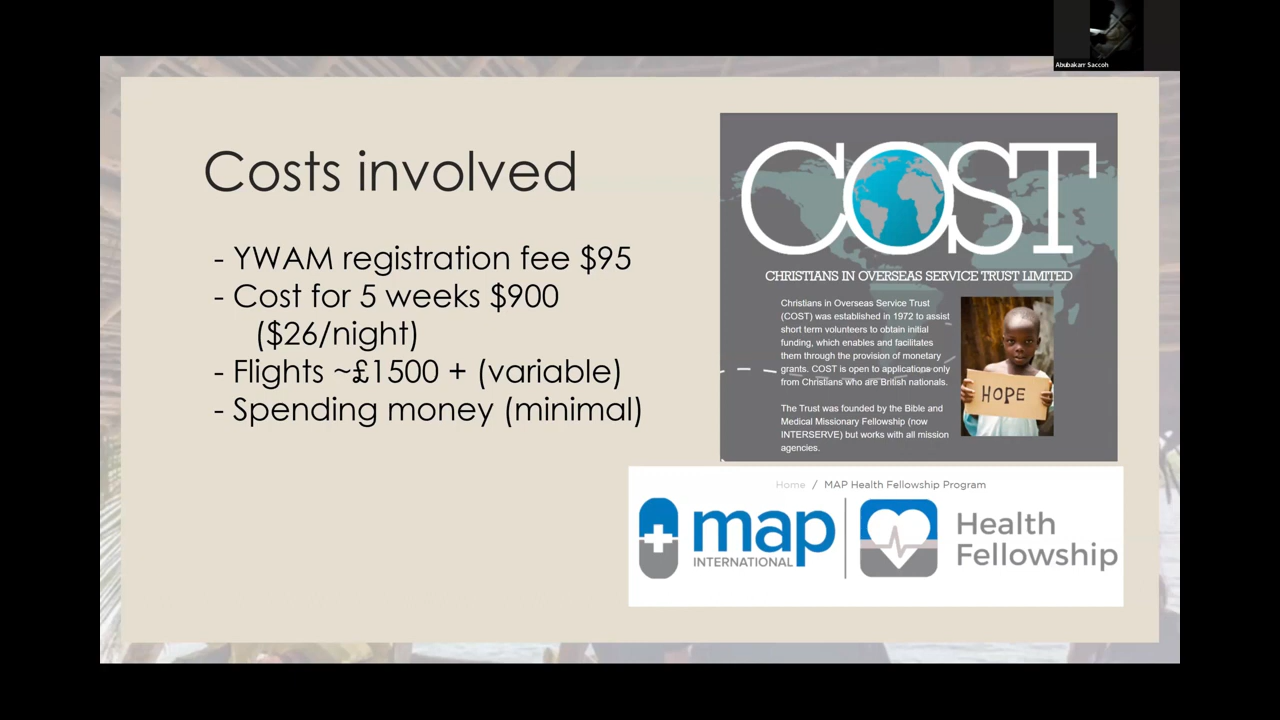 Abubakarr Saccoh
Costs involved
- YWAM registration fee $95
- Cost for 5 weeks $900
($26/night)
- Flights ~£1500 + (variable)
- Spending money (minimal)
COST
CHRISTIANS IN OVERSEAS SERVICE TRUST LIMITED
Christians in Overseas Service Trust
(COST) was established in 1972 to assist
short term volunteers to obtain initial
funding, which enables and facilitates
them through the provision of monetary
grants. COST is open to applications only
from Christians who are British nationals.
The Trust was founded by the Bible and
Medical Missionary Fellowship (now
INTERSERVE) but works with all mission
agencies.
HOPE
Home / MAP Health Fellowship Program
map
INTERNATIONAL
Health
Fellowship